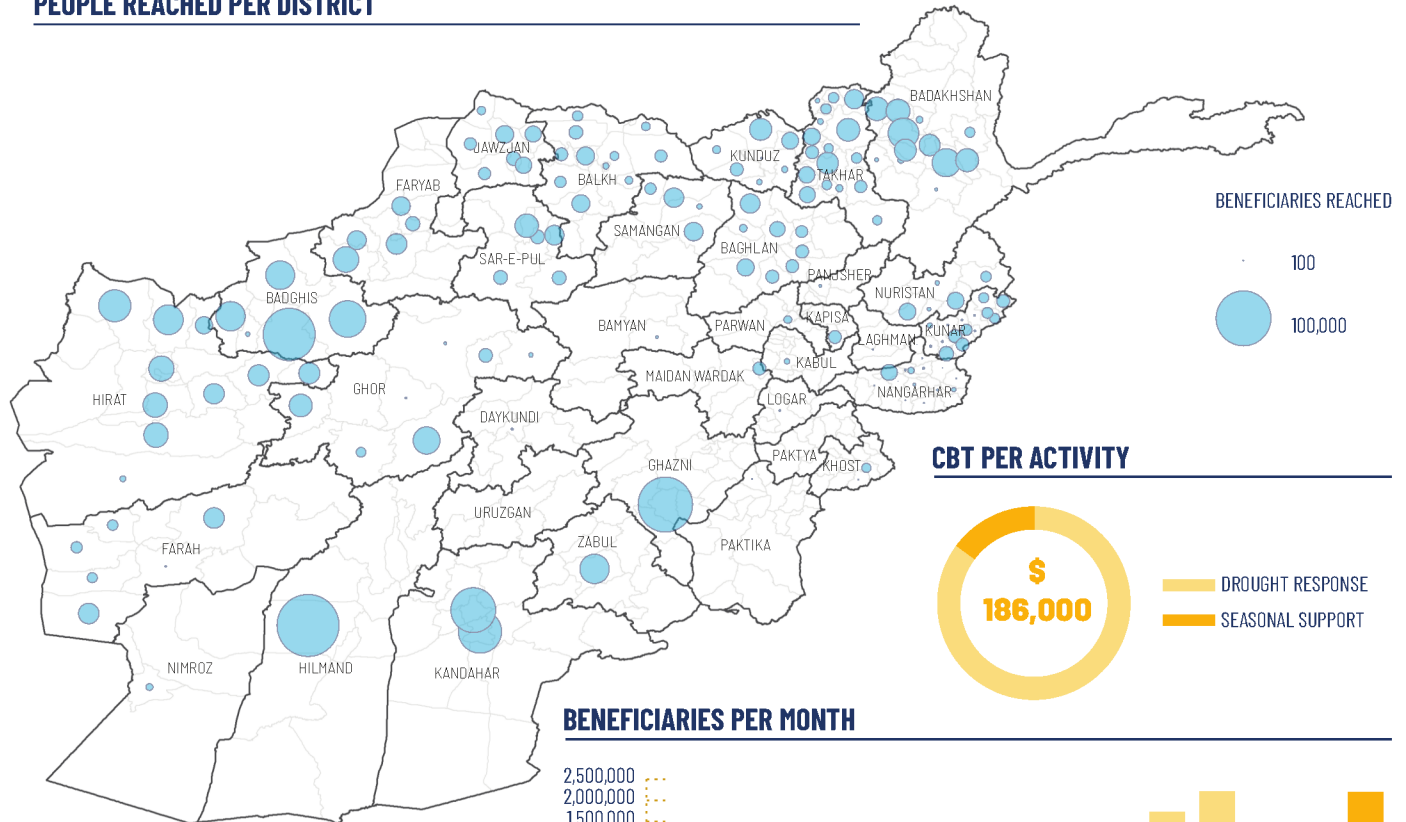 PEOPLE REACHED PER DISTRICT
BADAKHSHAN
JAWZJAN
KUNDUZ
TAKHAR
BALKH
FARYAB
BENEFICIARIES REACHED
SAMANGAN
BAGHLAN
SAR-E-PUL
100
PANJSHER
NURISTAN
BADGHIS
KAPISA
BAMYAN
PARWAN
100,000
KUNAR
LAGHMAN
KABUL
MAIDAN WARDAK
GHOR
NANGARHAR
HIRAT
LOGAR
DAYKUNDI
PAKTYA
KHOST
GHAZNI
CBT PER ACTIVITY
URUZGAN
ZABUL
PAKTIKA
FARAH
$
186,000
DROUGHT RESPONSE
SEASONAL SUPPORT
NIMROZ
HILMAND
KANDAHAR
BENEFICIARIES PER MONTH
2,500,000
2,000,000
1,500,000